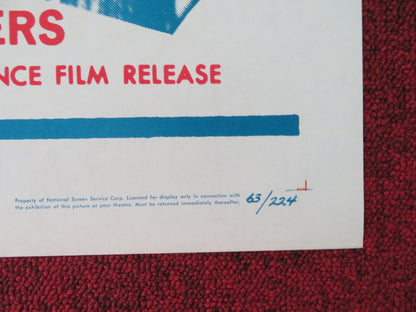 ERS
NCE FILM RELEASE
Property of National Screen Service Corp. Licensed for display only in connection with
the exhibition of this picture at your theatre. Must be returned immediately thereafter.
63/224